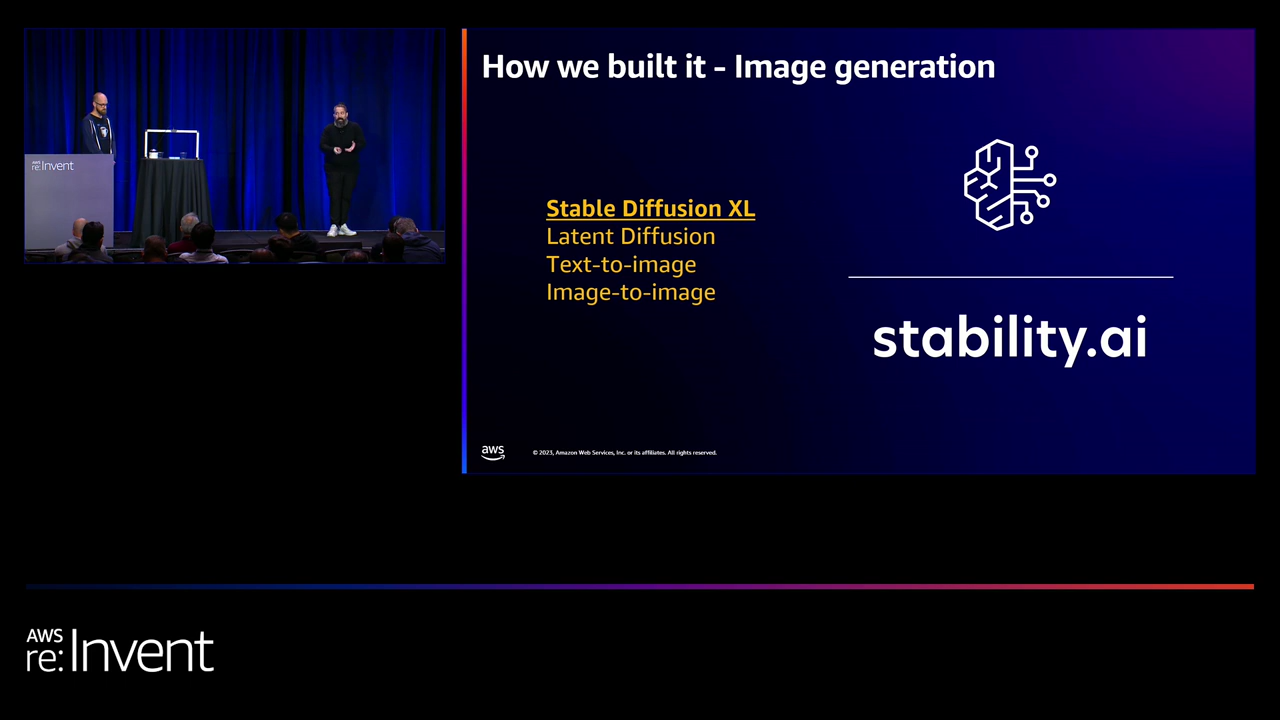 AWS
re:Invent
How we built it - Image generation
Stable Diffusion XL
Latent Diffusion
Text-to-image
Image-to-image
stability.ai
aws
© 2023, Amazon Web Services, Inc. or its affiliates. All rights reserved.
AWS
re:Invent